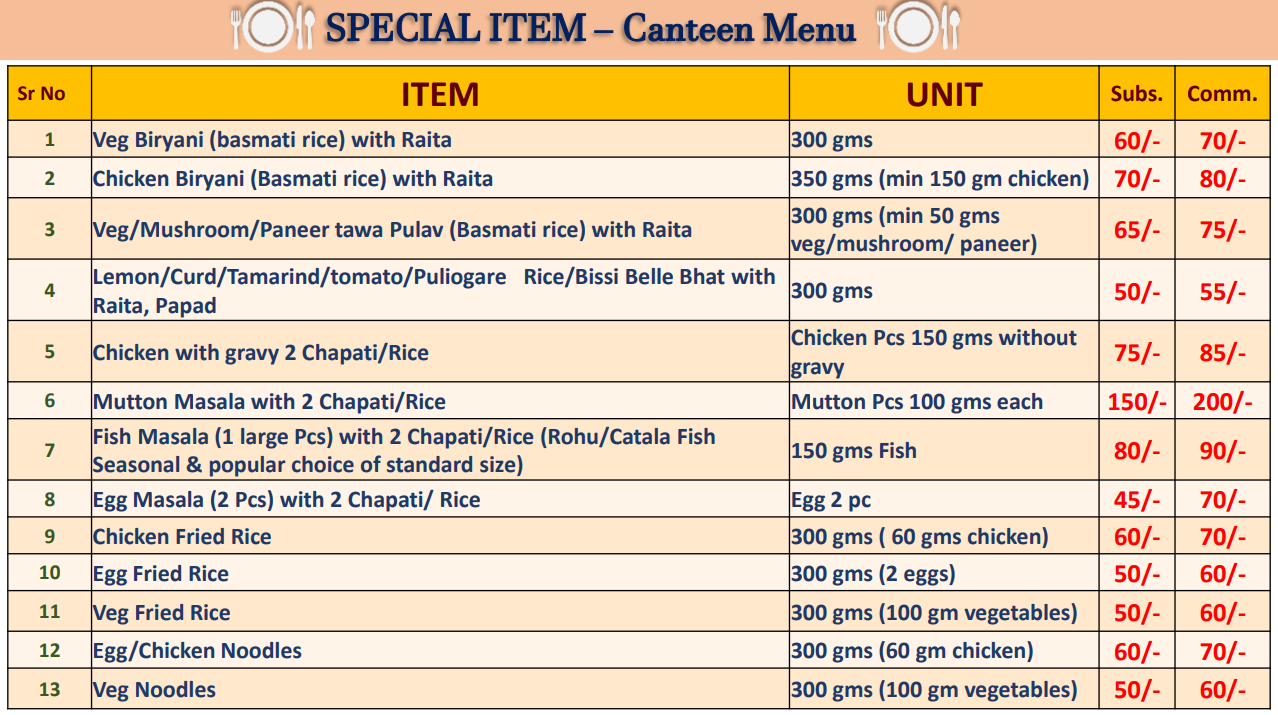 SPECIAL ITEM – Canteen Menu
Sr No ITEM UNIT Subs. Comm.
1 Veg Biryani (basmati rice) with Raita 300 gms 60/- 70/-
2 Chicken Biryani (Basmati rice) with Raita 350 gms (min 150 gm chicken) 70/- 80/-
3 Veg/Mushroom/Paneer tawa Pulav (Basmati rice) with Raita 300 gms (min 50 gms
veg/mushroom/ paneer) 65/- 75/-
4 Lemon/Curd/Tamarind/tomato/Puliogare Rice/Bissi Belle Bhat with
Raita, Papad 300 gms 50/- 55/-
5 Chicken with gravy 2 Chapati/Rice Chicken Pcs 150 gms without
gravy 75/- 85/-
6 Mutton Masala with 2 Chapati/Rice Mutton Pcs 100 gms each 150/- 200/-
7 Fish Masala (1 large Pcs) with 2 Chapati/Rice (Rohu/Catala Fish
Seasonal & popular choice of standard size) 150 gms Fish 80/- 90/-
8 Egg Masala (2 Pcs) with 2 Chapati/ Rice Egg 2 pc 45/- 70/-
9 Chicken Fried Rice 300 gms ( 60 gms chicken) 60/- 70/-
10 Egg Fried Rice 300 gms (2 eggs) 50/- 60/-
11 Veg Fried Rice 300 gms (100 gm vegetables) 50/- 60/-
12 Egg/Chicken Noodles 300 gms (60 gm chicken) 60/- 70/-
13 Veg Noodles 300 gms (100 gm vegetables) 50/- 60/-